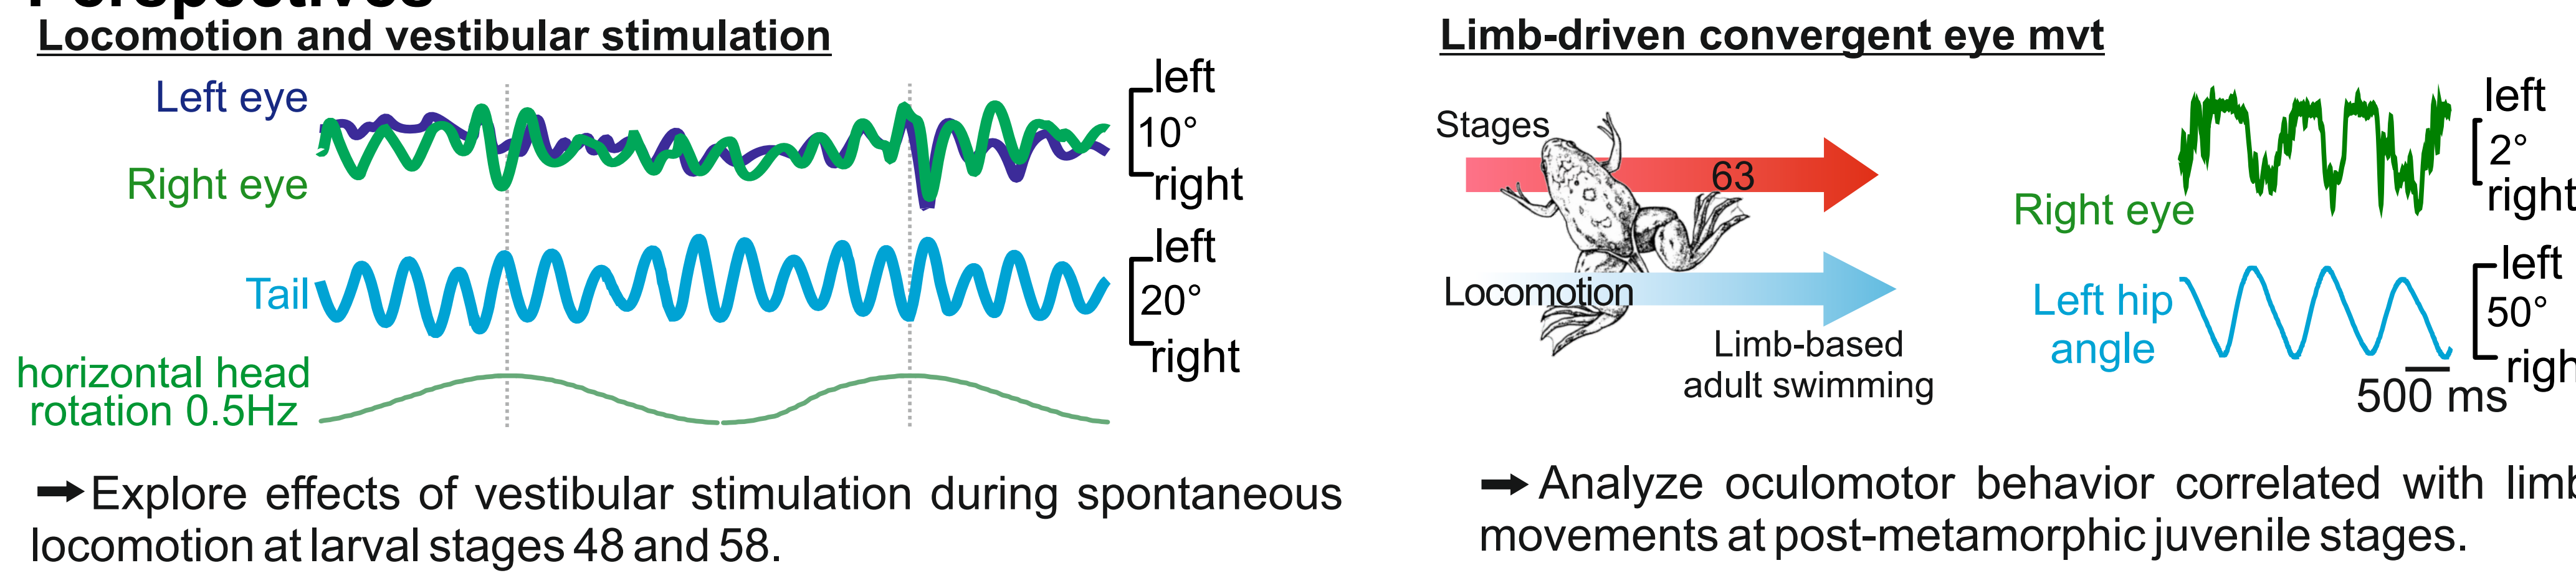 Perspectives
Locomotion and vestibular stimulation
Left eye
Right eye
left
10°
right
Tail
left
20°
right
horizontal head
rotation 0.5Hz
➡Explore effects of vestibular stimulation during spontaneous
locomotion at larval stages 48 and 58.
Limb-driven convergent eye mvt
Stages
63
Locomotion
Limb-based
adult swimming
Right eye
left
2°
right
Left hip
angle
left
50°
righ
500 ms
➡Analyze oculomotor behavior correlated with limb
movements at post-metamorphic juvenile stages.